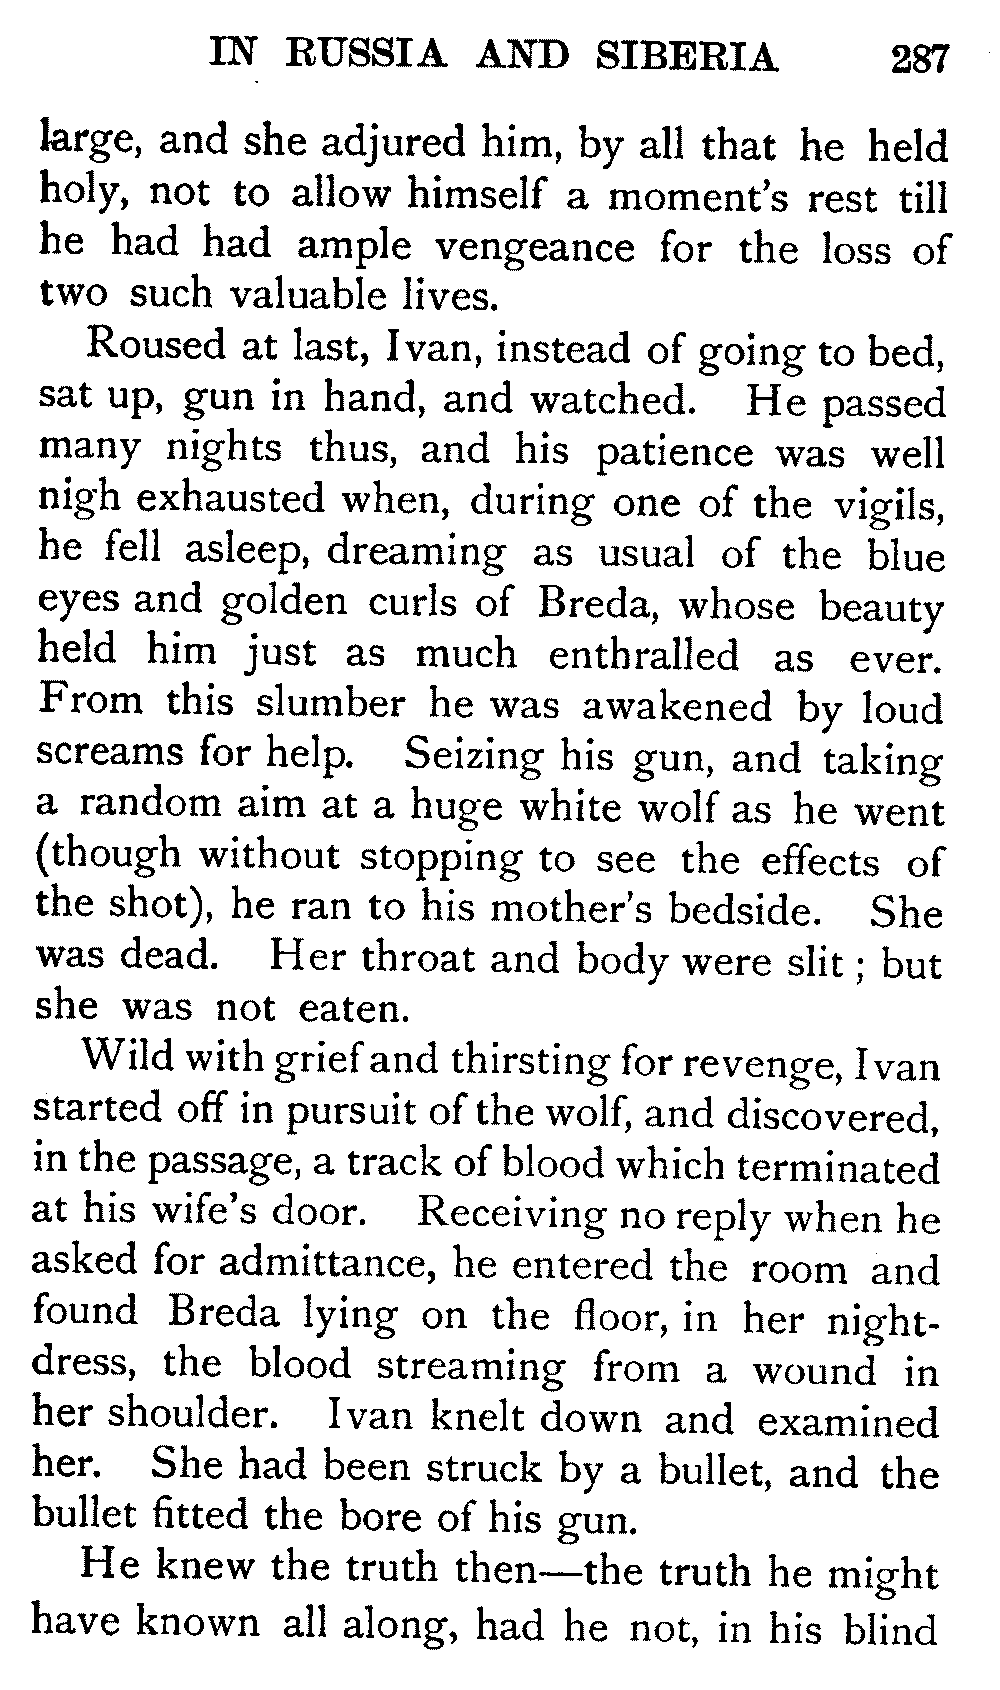 IN RUSSIA AND SIBERIA 287
large, and she adjured him, by all that he held
holy, not to allow himself a moment's rest till
he had had ample vengeance for the loss of
two such valuable lives.
Roused at last, Ivan, instead of going to bed,
sat up, gun in hand, and watched. He passed
many nights thus, and his patience was well
nigh exhausted when, during one of the vigils,
he fell asleep, dreaming as usual of the blue
eyes and golden curls of Breda, whose beauty
held him just as much enthralled as ever.
From this slumber he was awakened by loud
screams for help. Seizing his gun, and taking
a random aim at a huge white wolf as he went
(though without stopping to see the effects of
the shot), he ran to his mother's bedside. She
was dead. Her throat and body were slit ; but
she was not eaten.
Wild with grief and thirsting for revenge, Ivan
started off in pursuit of the wolf, and discovered,
in the passage, a track of blood which terminated
at his wife's door. Receiving no reply when he
asked for admittance, he entered the room and
found Breda lying on the floor, in her night-
dress, the blood streaming from a wound in
her shoulder. Ivan knelt down and examined
her. She had been struck by a bullet, and the
bullet fitted the bore of his gun.
He knew the truth then—the truth he might
have known all along, had he not, in his blind